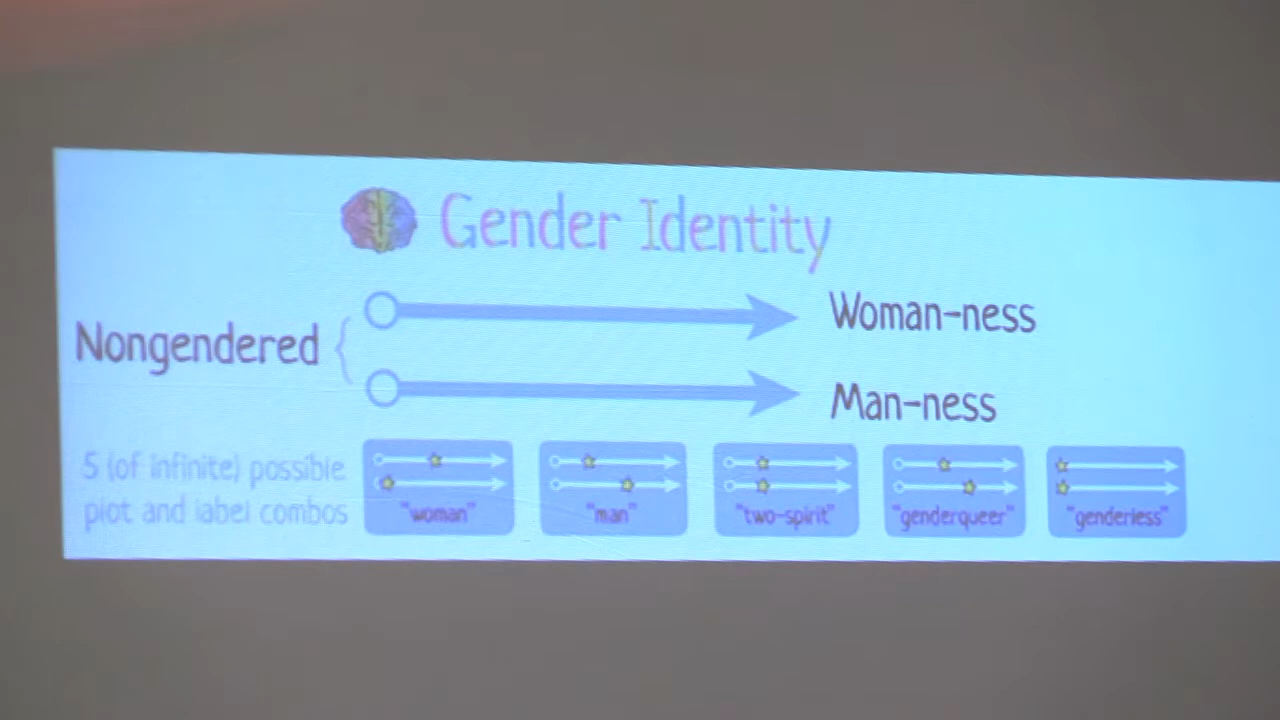 Gender Identity
Nongendered
Woman-ness
Man-ness
5 (of infinite) possible
plot and label combos
"woman"
"man"
"two-spirit"
"genderqueer"
"genderless"